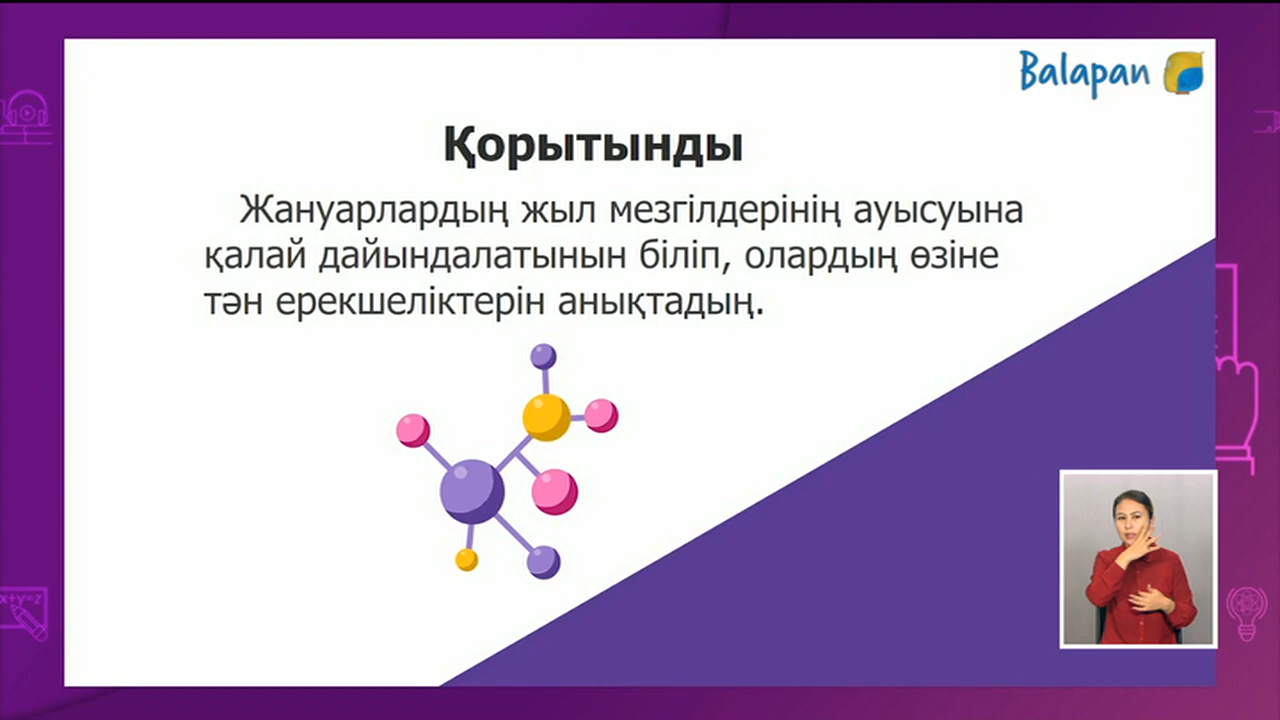 Balapan
Қорытынды
Жануарлардың жыл мезгілдерінің ауысуына
қалай дайындалатынын біліп, олардың өзіне
тән ерекшеліктерін анықтадың.
x+y=z